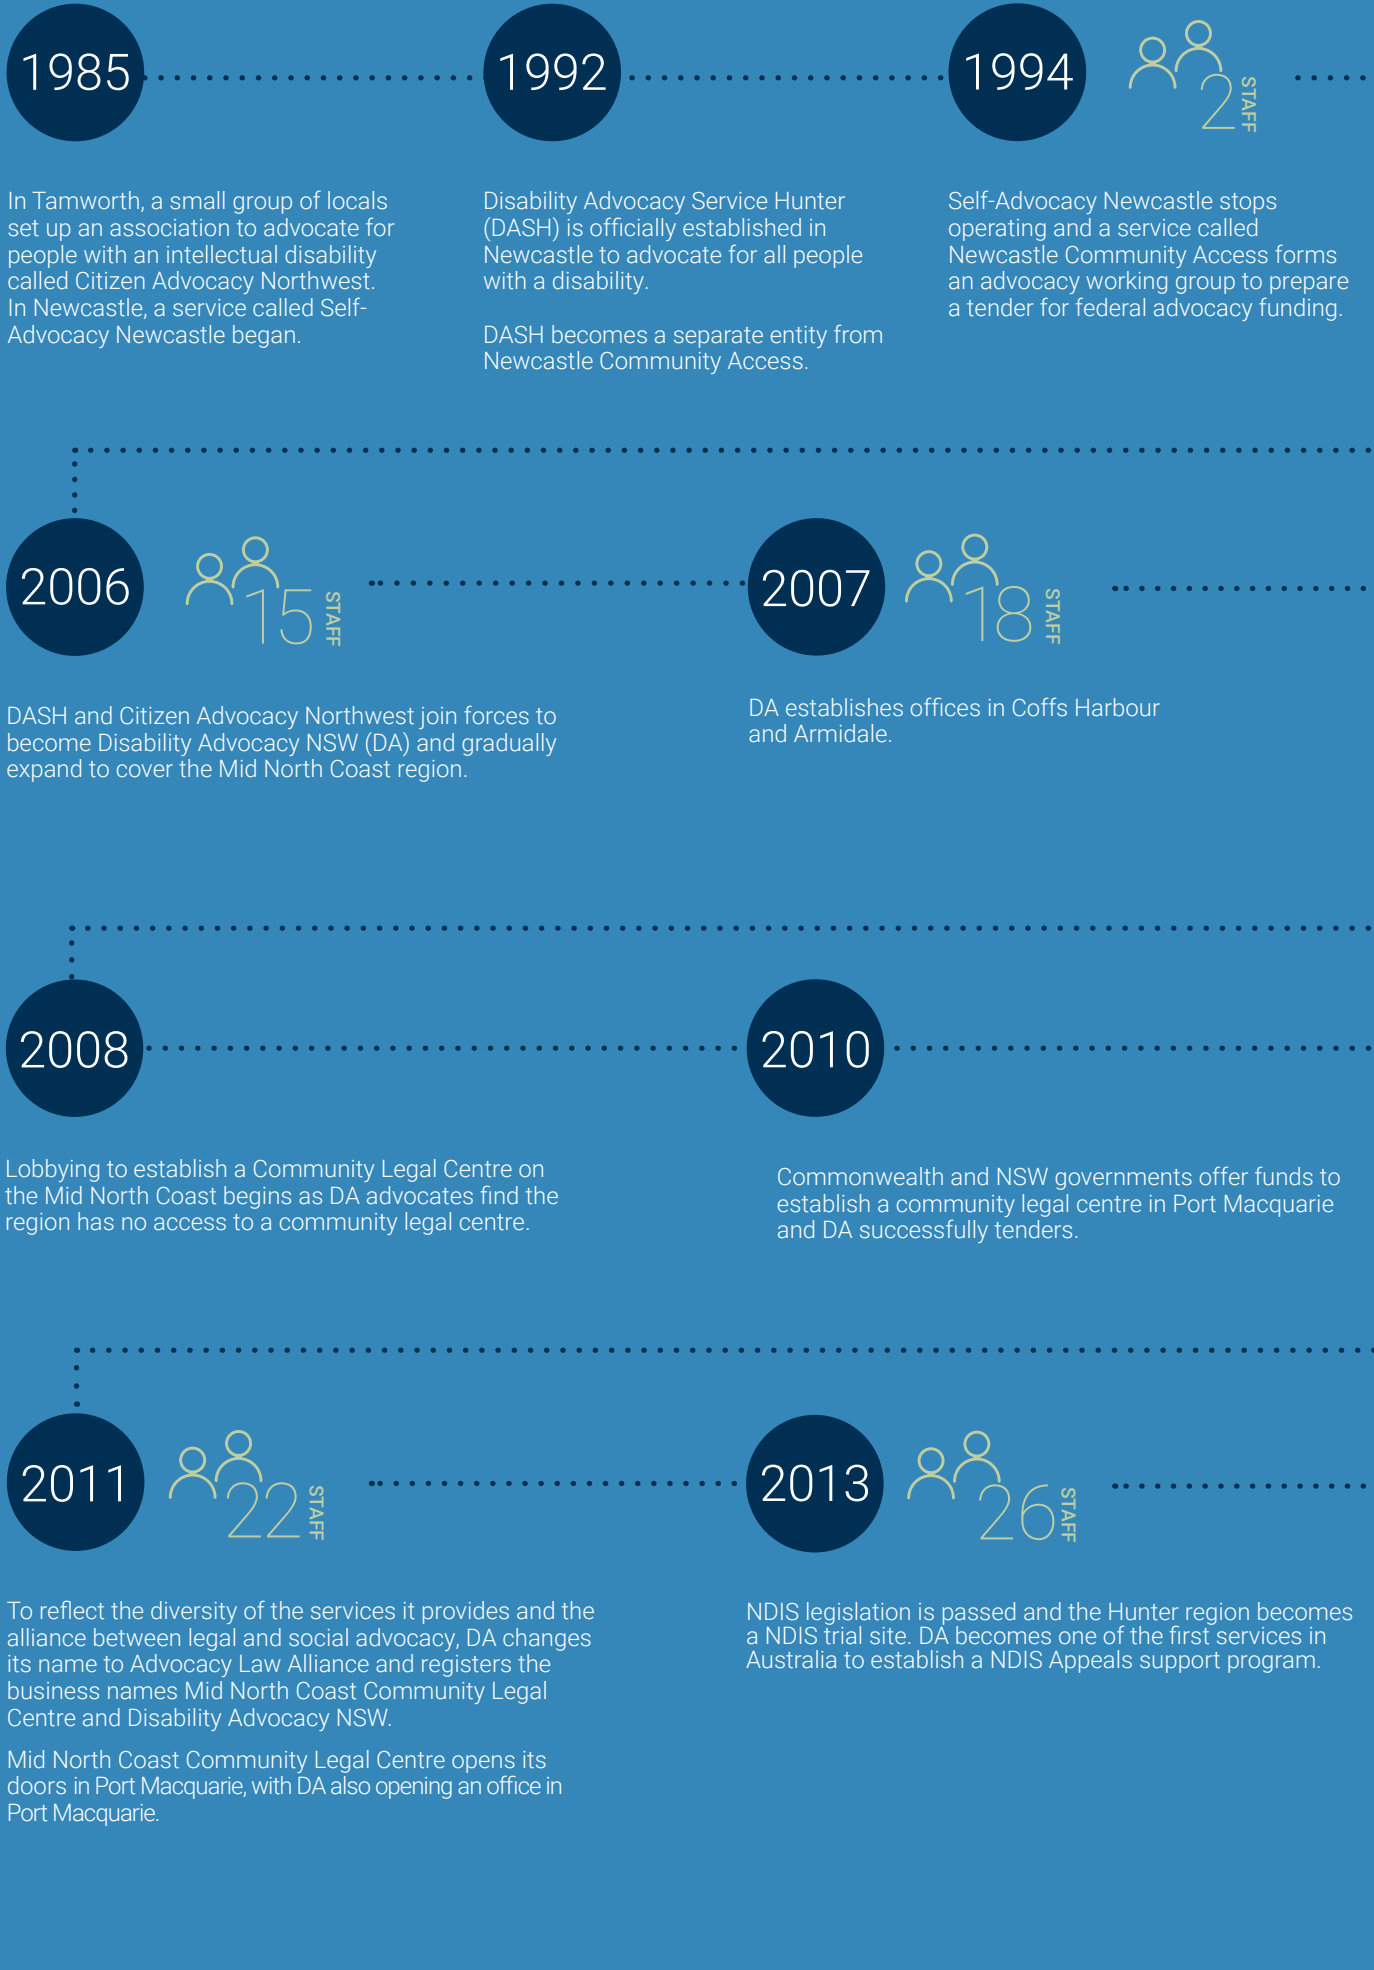 1985
1992
1994
2
STAFF
In Tamworth, a small group of locals
set up an association to advocate for
people with an intellectual disability
called Citizen Advocacy Northwest.
In Newcastle, a service called Self-
Advocacy Newcastle began.
Disability Advocacy Service Hunter
(DASH) is officially established in
Newcastle to advocate for all people
with a disability.
DASH becomes a separate entity from
Newcastle Community Access.
Self-Advocacy Newcastle stops
operating and a service called
Newcastle Community Access forms
an advocacy working group to prepare
a tender for federal advocacy funding.
2006
15
STAFF
2007
18
STAFF
DASH and Citizen Advocacy Northwest join forces to
become Disability Advocacy NSW (DA) and gradually
expand to cover the Mid North Coast region.
DA establishes offices in Coffs Harbour
and Armidale.
2008
2010
Lobbying to establish a Community Legal Centre on
the Mid North Coast begins as DA advocates find the
region has no access to a community legal centre.
Commonwealth and NSW governments offer funds to
establish a community legal centre in Port Macquarie
and DA successfully tenders.
2011
22
STAFF
2013
26
STAFF
To reflect the diversity of the services it provides and the
alliance between legal and social advocacy, DA changes
its name to Advocacy Law Alliance and registers the
business names Mid North Coast Community Legal
Centre and Disability Advocacy NSW.
Mid North Coast Community Legal Centre opens its
doors in Port Macquarie, with DA also opening an office in
Port Macquarie.
NDIS legislation is passed and the Hunter region becomes
a NDIS trial site. DA becomes one of the first services in
Australia to establish a NDIS Appeals support program.